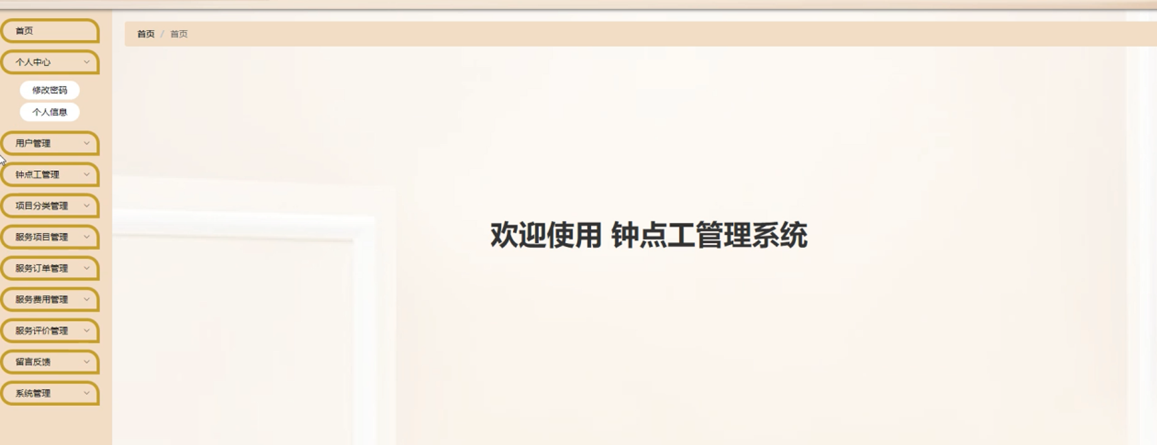 首页
首页 / 首页
个人中心
修改密码
个人信息
用户管理
钟点工管理
项目分类管理
服务项目管理
欢迎使用 钟点工管理系统
服务订单管理
服务费用管理
服务评价管理
留言反馈
系统管理